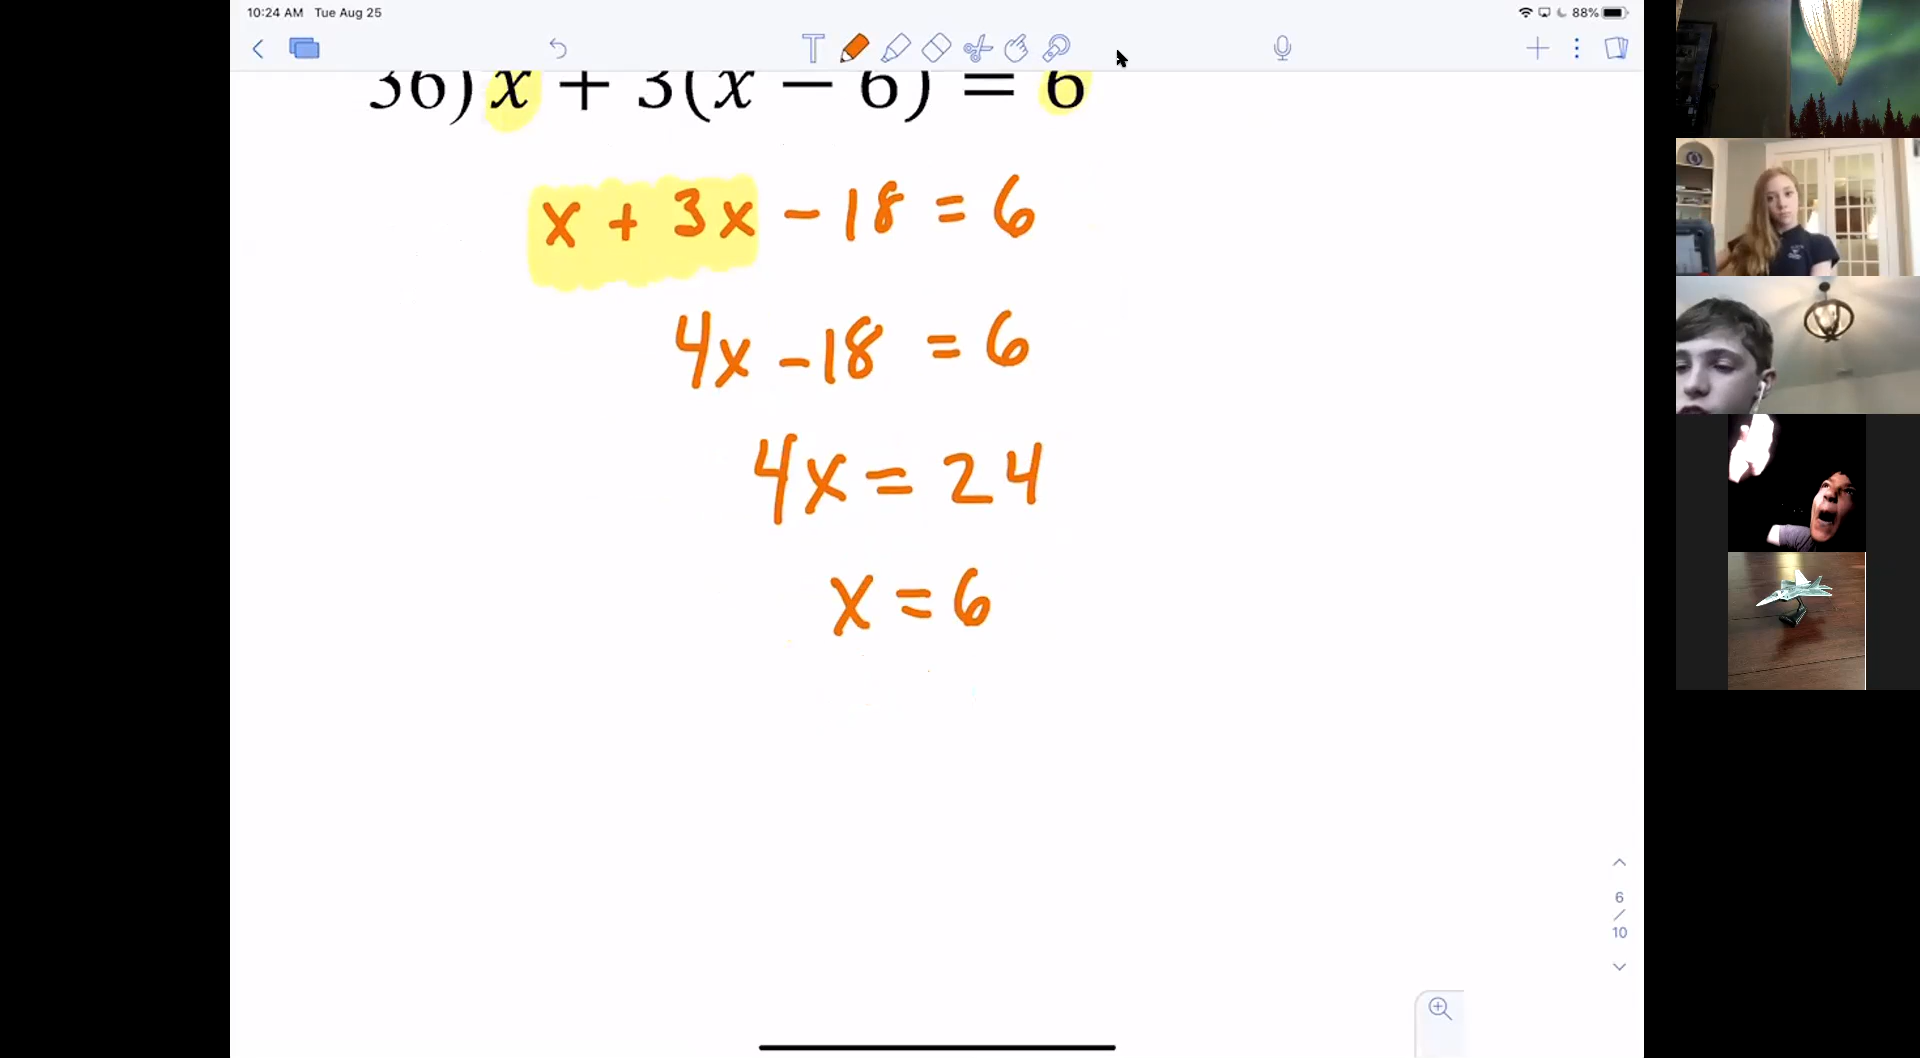 10:24 AM Tue Aug 25
88%
T
36) x + 3(x − 6) = 6
x + 3x - 18 = 6
4x - 18 = 6
4x = 24
x = 6
6
/
10